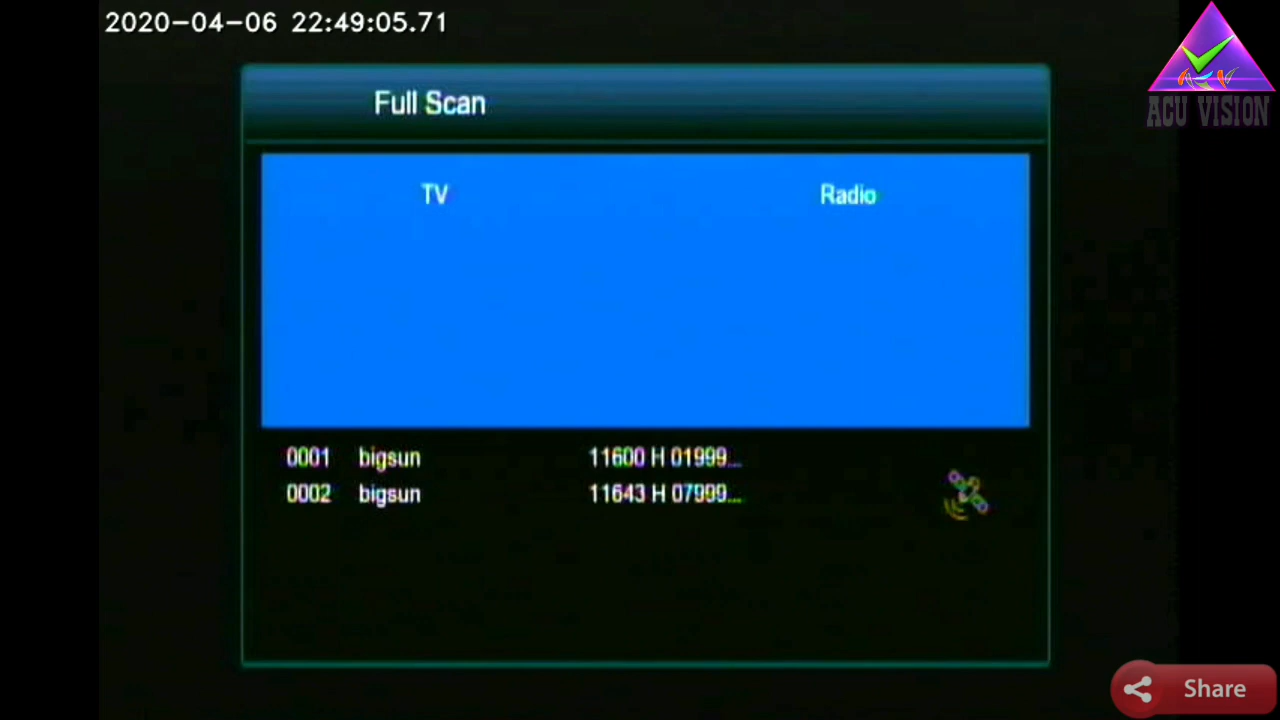 2020-04-06 22:49:05.71
ACU VISION
Full Scan
TV Radio
0001 bigsun 11600 H 01999...
0002 bigsun 11643 H 07999...
Share